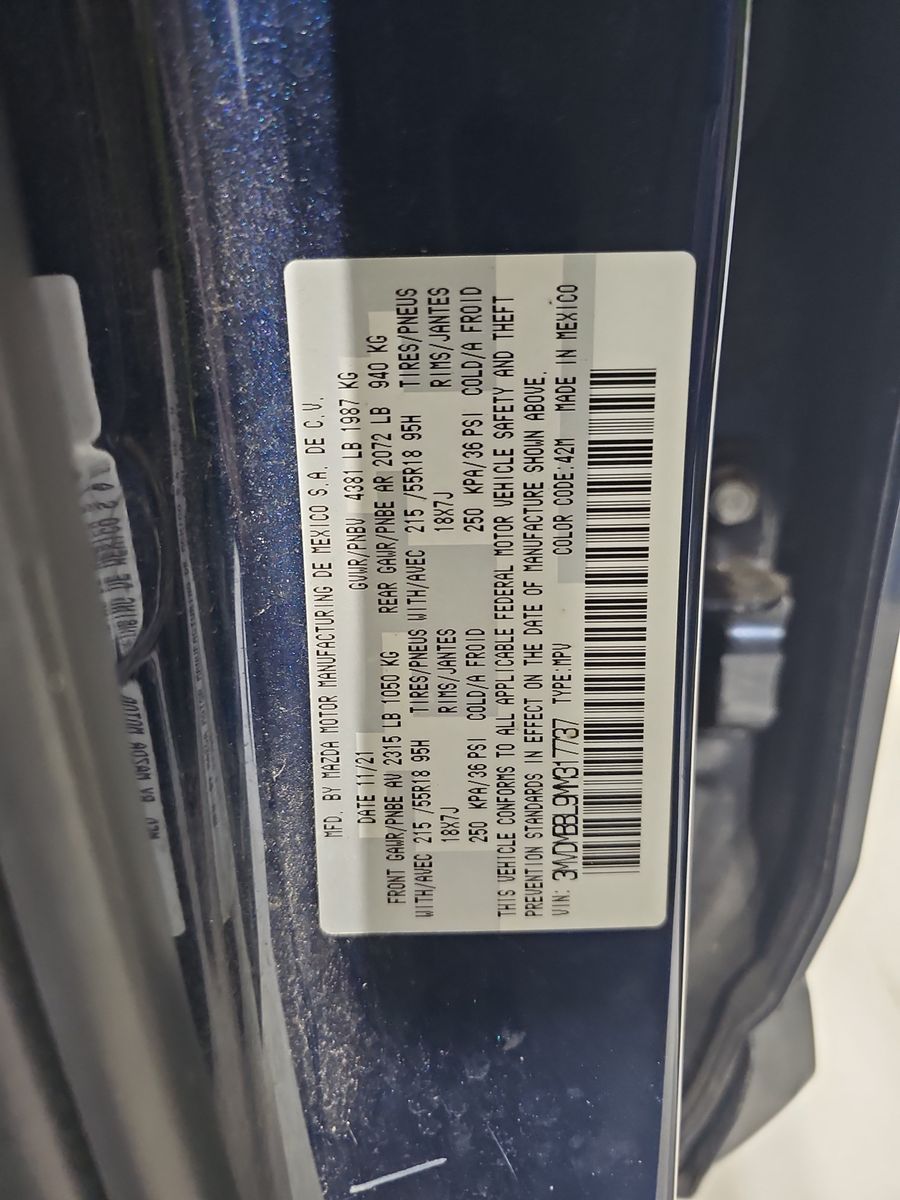 MFD. BY MAZDA MOTOR MANUFACTURING DE MEXICO S.A. DE C.V.
DATE 11/21 GVWR/PNBV 4381 LB 1987 KG
FRONT GAWR/PNBE AV 2315 LB 1050 KG REAR GAWR/PNBE AR 2072 LB 940 KG
WITH/AVEC 215 /55R18 95H TIRES/PNEUS WITH/AVEC 215 /55R18 95H TIRES/PNEUS
18X7J RIMS/JANTES 18X7J RIMS/JANTES
250 KPA/36 PSI COLD/A FROID 250 KPA/36 PSI COLD/A FROID
THIS VEHICLE CONFORMS TO ALL APPLICABLE FEDERAL MOTOR VEHICLE SAFETY AND THEFT
PREVENTION STANDARDS IN EFFECT ON THE DATE OF MANUFACTURE SHOWN ABOVE.
VIN: TYPE:MPV COLOR CODE:42M MADE IN MEXICO